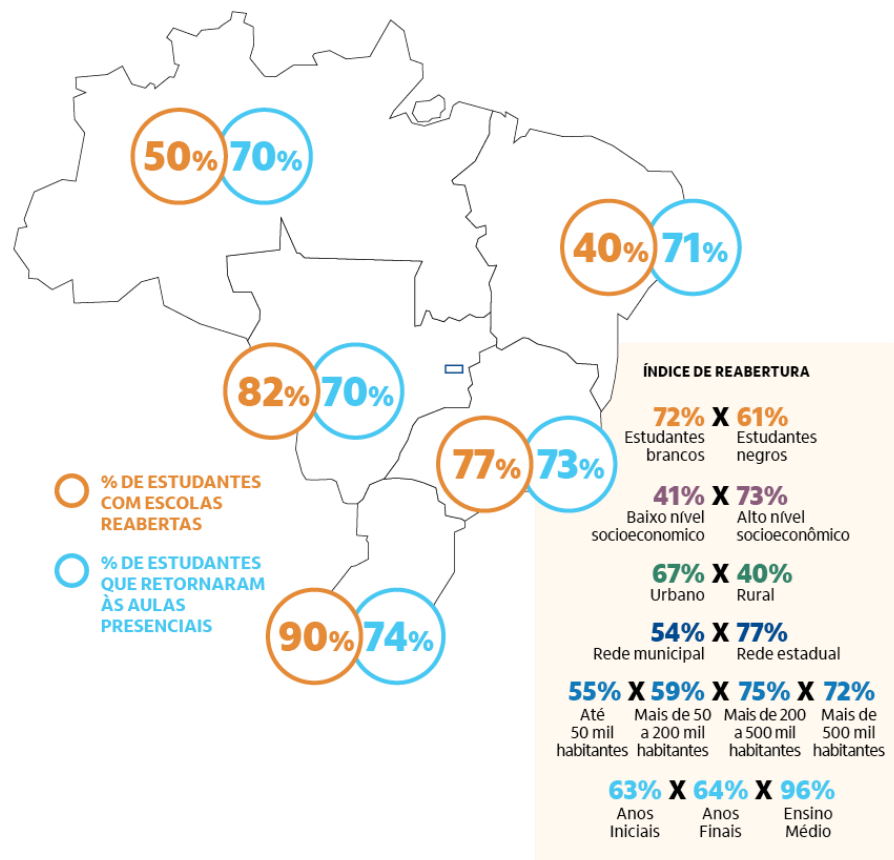 50% 70%
40% 71%
82% 70%
77% 73%
90% 74%
% DE ESTUDANTES
COM ESCOLAS
REABERTAS
% DE ESTUDANTES
QUE RETORNARAM
ÀS AULAS
PRESENCIAIS
ÍNDICE DE REABERTURA
72% X 61%
Estudantes Estudantes
brancos negros
41% X 73%
Baixo nível Alto nível
socioeconomico socioeconômico
67% X 40%
Urbano Rural
54% X 77%
Rede municipal Rede estadual
55% X 59% X 75% X 72%
Até Mais de 50 Mais de 200 Mais de
50 mil a 200 mil a 500 mil 500 mil
habitantes habitantes habitantes habitantes
63% X 64% X 96%
Anos Anos Ensino
Iniciais Finais Médio